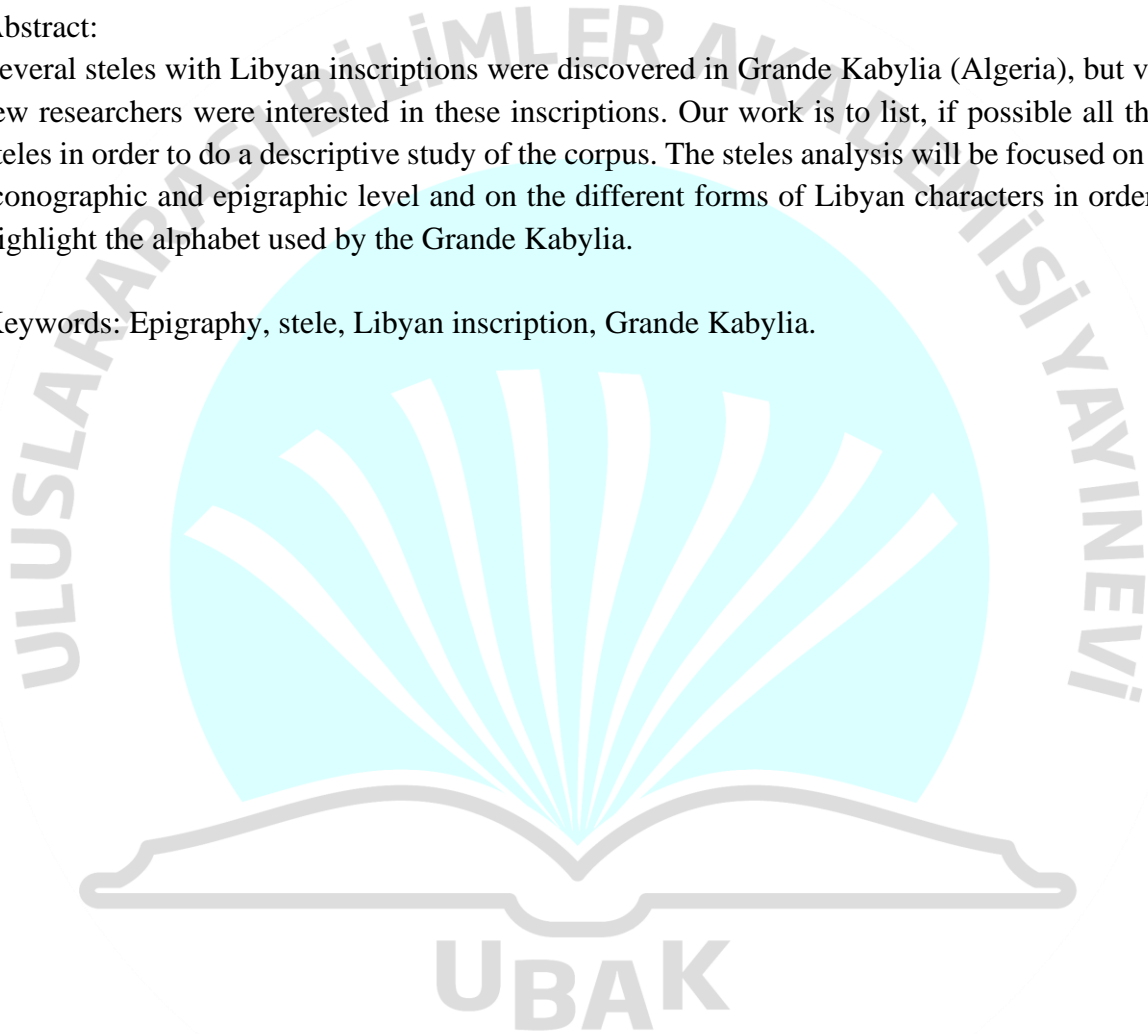 Abstract:
everal steles with Libyan inscriptions were discovered in Grande Kabylia (Algeria), but v
ew researchers were interested in these inscriptions. Our work is to list, if possible all th
teles in order to do a descriptive study of the corpus. The steles analysis will be focused on
conographic and epigraphic level and on the different forms of Libyan characters in order
ighlight the alphabet used by the Grande Kabylia.
Keywords: Epigraphy, stele, Libyan inscription, Grande Kabylia.
ULUSLARARASI BİLİMLER AKADEMİSİ YAYINEVİ
UBAK